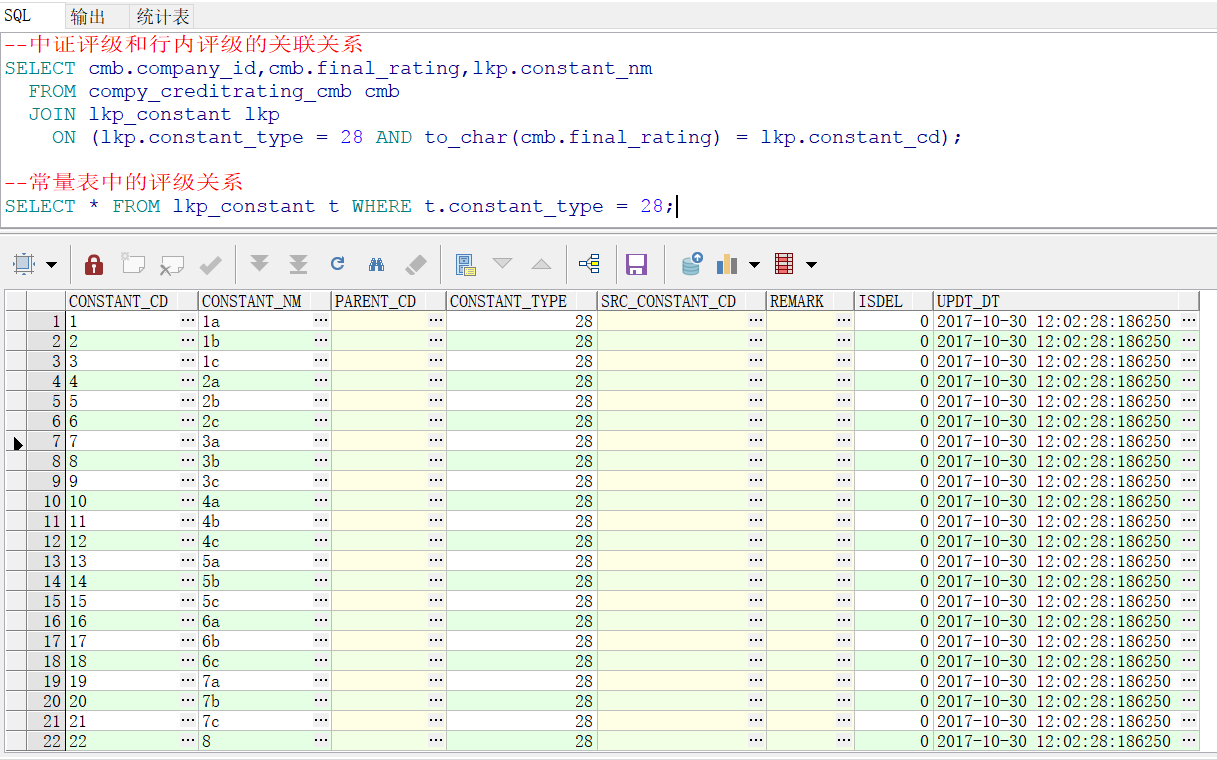 SQL 输出 统计表
--中证评级和行内评级的关联关系
SELECT cmb.company_id,cmb.final_rating,lkp.constant_nm
FROM compy_creditrating_cmb cmb
JOIN lkp_constant lkp
ON (lkp.constant_type = 28 AND to_char(cmb.final_rating) = lkp.constant_cd);
--常量表中的评级关系
SELECT * FROM lkp_constant t WHERE t.constant_type = 28;
CONSTANT_CD CONSTANT_NM PARENT_CD CONSTANT_TYPE SRC_CONSTANT_CD REMARK ISDEL UPDT_DT
1 1 ··· 1a ··· ··· 28 ··· ··· 0 2017-10-30 12:02:28:186250 ···
2 2 ··· 1b ··· ··· 28 ··· ··· 0 2017-10-30 12:02:28:186250 ···
3 3 ··· 1c ··· ··· 28 ··· ··· 0 2017-10-30 12:02:28:186250 ···
4 4 ··· 2a ··· ··· 28 ··· ··· 0 2017-10-30 12:02:28:186250 ···
5 5 ··· 2b ··· ··· 28 ··· ··· 0 2017-10-30 12:02:28:186250 ···
6 6 ··· 2c ··· ··· 28 ··· ··· 0 2017-10-30 12:02:28:186250 ···
7 7 ··· 3a ··· ··· 28 ··· ··· 0 2017-10-30 12:02:28:186250 ···
8 8 ··· 3b ··· ··· 28 ··· ··· 0 2017-10-30 12:02:28:186250 ···
9 9 ··· 3c ··· ··· 28 ··· ··· 0 2017-10-30 12:02:28:186250 ···
10 10 ··· 4a ··· ··· 28 ··· ··· 0 2017-10-30 12:02:28:186250 ···
11 11 ··· 4b ··· ··· 28 ··· ··· 0 2017-10-30 12:02:28:186250 ···
12 12 ··· 4c ··· ··· 28 ··· ··· 0 2017-10-30 12:02:28:186250 ···
13 13 ··· 5a ··· ··· 28 ··· ··· 0 2017-10-30 12:02:28:186250 ···
14 14 ··· 5b ··· ··· 28 ··· ··· 0 2017-10-30 12:02:28:186250 ···
15 15 ··· 5c ··· ··· 28 ··· ··· 0 2017-10-30 12:02:28:186250 ···
16 16 ··· 6a ··· ··· 28 ··· ··· 0 2017-10-30 12:02:28:186250 ···
17 17 ··· 6b ··· ··· 28 ··· ··· 0 2017-10-30 12:02:28:186250 ···
18 18 ··· 6c ··· ··· 28 ··· ··· 0 2017-10-30 12:02:28:186250 ···
19 19 ··· 7a ··· ··· 28 ··· ··· 0 2017-10-30 12:02:28:186250 ···
20 20 ··· 7b ··· ··· 28 ··· ··· 0 2017-10-30 12:02:28:186250 ···
21 21 ··· 7c ··· ··· 28 ··· ··· 0 2017-10-30 12:02:28:186250 ···
22 22 ··· 8 ··· ··· 28 ··· ··· 0 2017-10-30 12:02:28:186250 ···